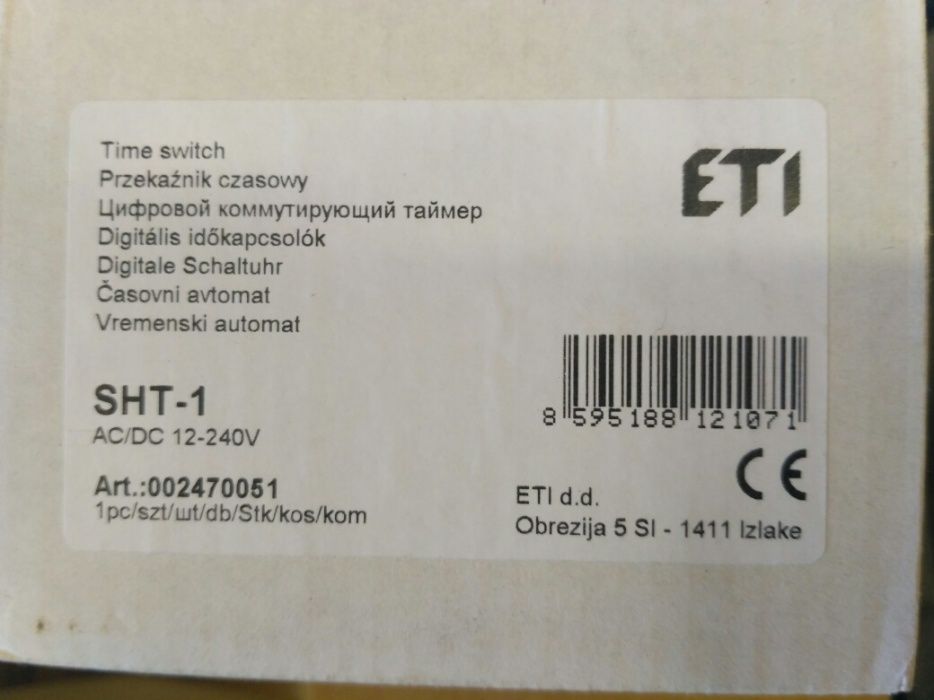 Time switch
Przekaźnik czasowy
Цифровой коммутирующий таймер
Digitális időkapcsolók
Digitale Schaltuhr
Časovni avtomat
Vremenski automat
ETI
SHT-1
AC/DC 12-240V
Art.:002470051
1pc/szt/шт/db/Stk/kos/kom
8 595188 121071
CE
ETI d.d.
Obrezija 5 SI - 1411 Izlake